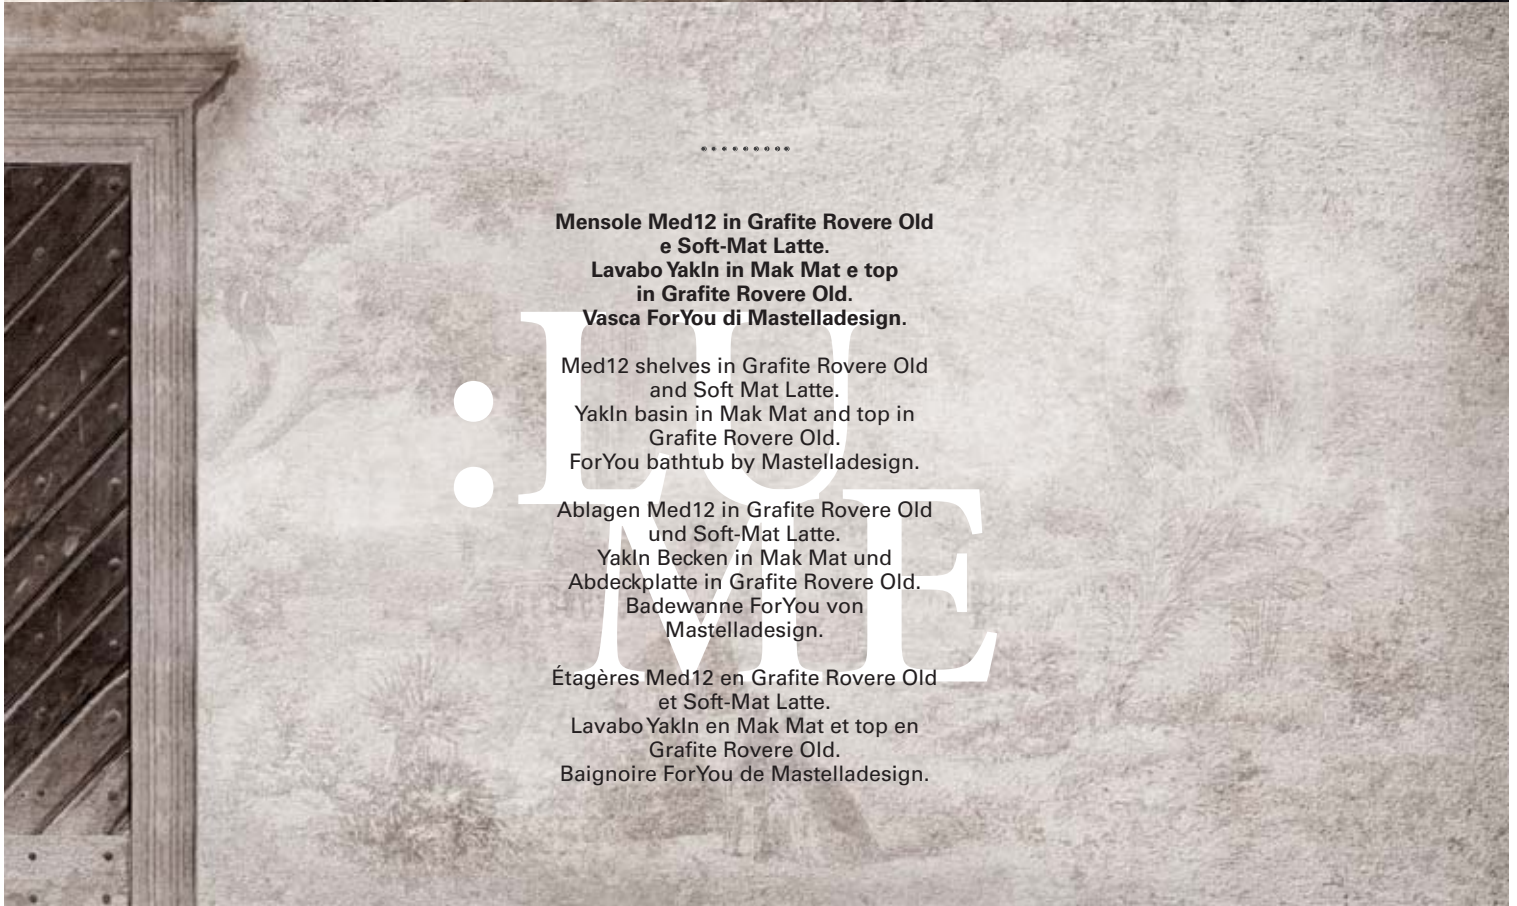 Mensole Med12 in Grafite Rovere Old
e Soft-Mat Latte.
Lavabo YakIn in Mak Mat e top
in Grafite Rovere Old.
Vasca ForYou di Mastelladesign.
Med12 shelves in Grafite Rovere Old
and Soft Mat Latte.
YakIn basin in Mak Mat and top in
Grafite Rovere Old.
ForYou bathtub by Mastelladesign.
Ablagen Med12 in Grafite Rovere Old
und Soft-Mat Latte.
YakIn Becken in Mak Mat und
Abdeckplatte in Grafite Rovere Old.
Badewanne ForYou von
Mastelladesign.
Étagères Med12 en Grafite Rovere Old
et Soft-Mat Latte.
Lavabo YakIn en Mak Mat et top en
Grafite Rovere Old.
Baignoire ForYou de Mastelladesign.
:LU
ME